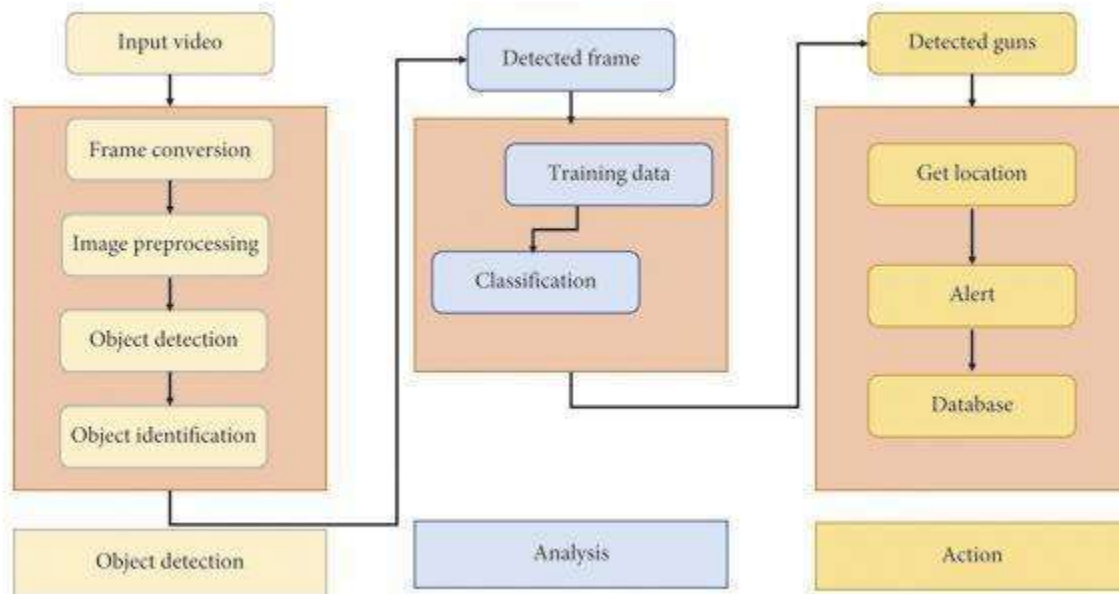 Input video
Frame conversion
Image preprocessing
Object detection
Object identification
Object detection
Detected frame
Training data
Classification
Analysis
Detected guns
Get location
Alert
Database
Action